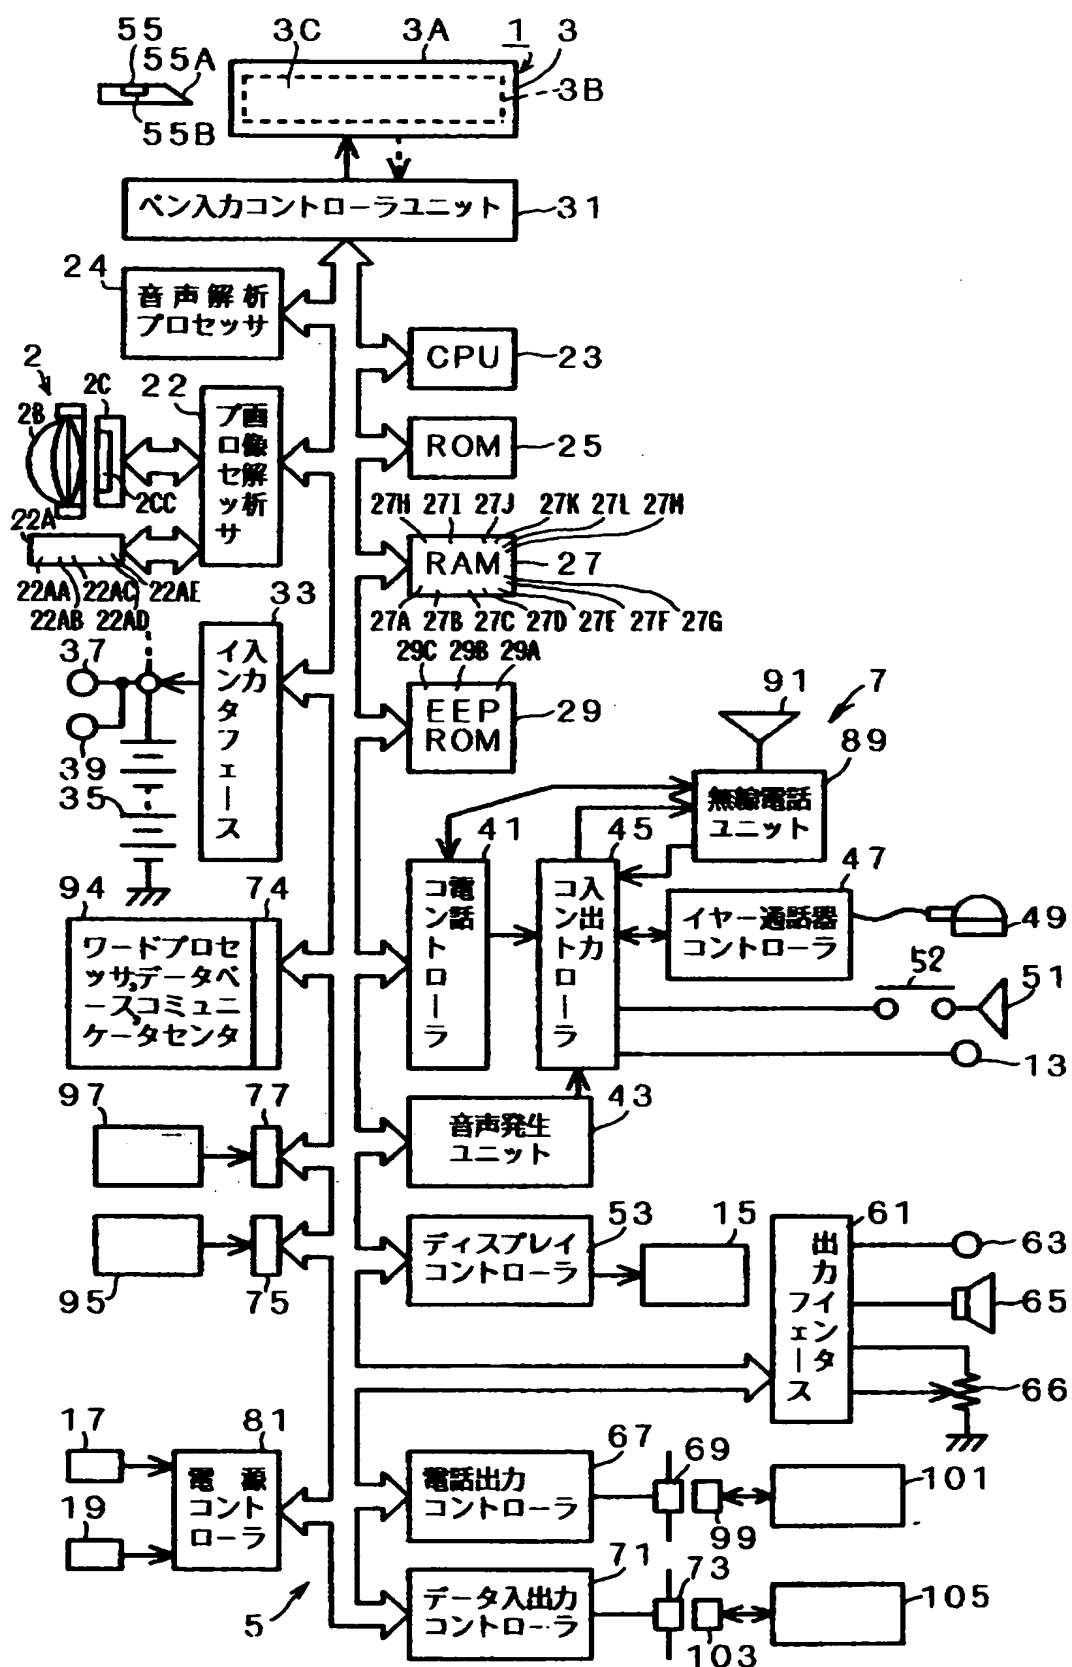 55
3C
3A
1
3
55A
3B
55B
ペン入力コントローラユニット
31
24
音声解析
プロセッサ
CPU
23
2
2C
22
2B
画像解析
プロセッサ
ROM
25
2CC
22A
27H 27I 27J 27K 27L 27M
RAM
27
22AA 22AC 22AE
22AB 22AD
33
27A 27B 27C 27D 27E 27F 27G
29C 29B 29A
37
入力
インタフェース
EEP
ROM
29
91
7
39
35
89
無線電話
ユニット
41
45
47
94
74
電話
コントローラ
入出力
コントローラ
イヤー通話器
コントローラ
49
ワードプロセ
ッサ,データベ
ース,コミュニ
ケータセンタ
52
51
13
97
77
43
音声発生
ユニット
53
15
61
ディスプレイ
コントローラ
出力インタ
フェース
63
95
75
65
66
17
81
67
69
電源
コント
ローラ
電話出力
コントローラ
101
19
99
71
73
データ入出力
コントローラ
105
5
103